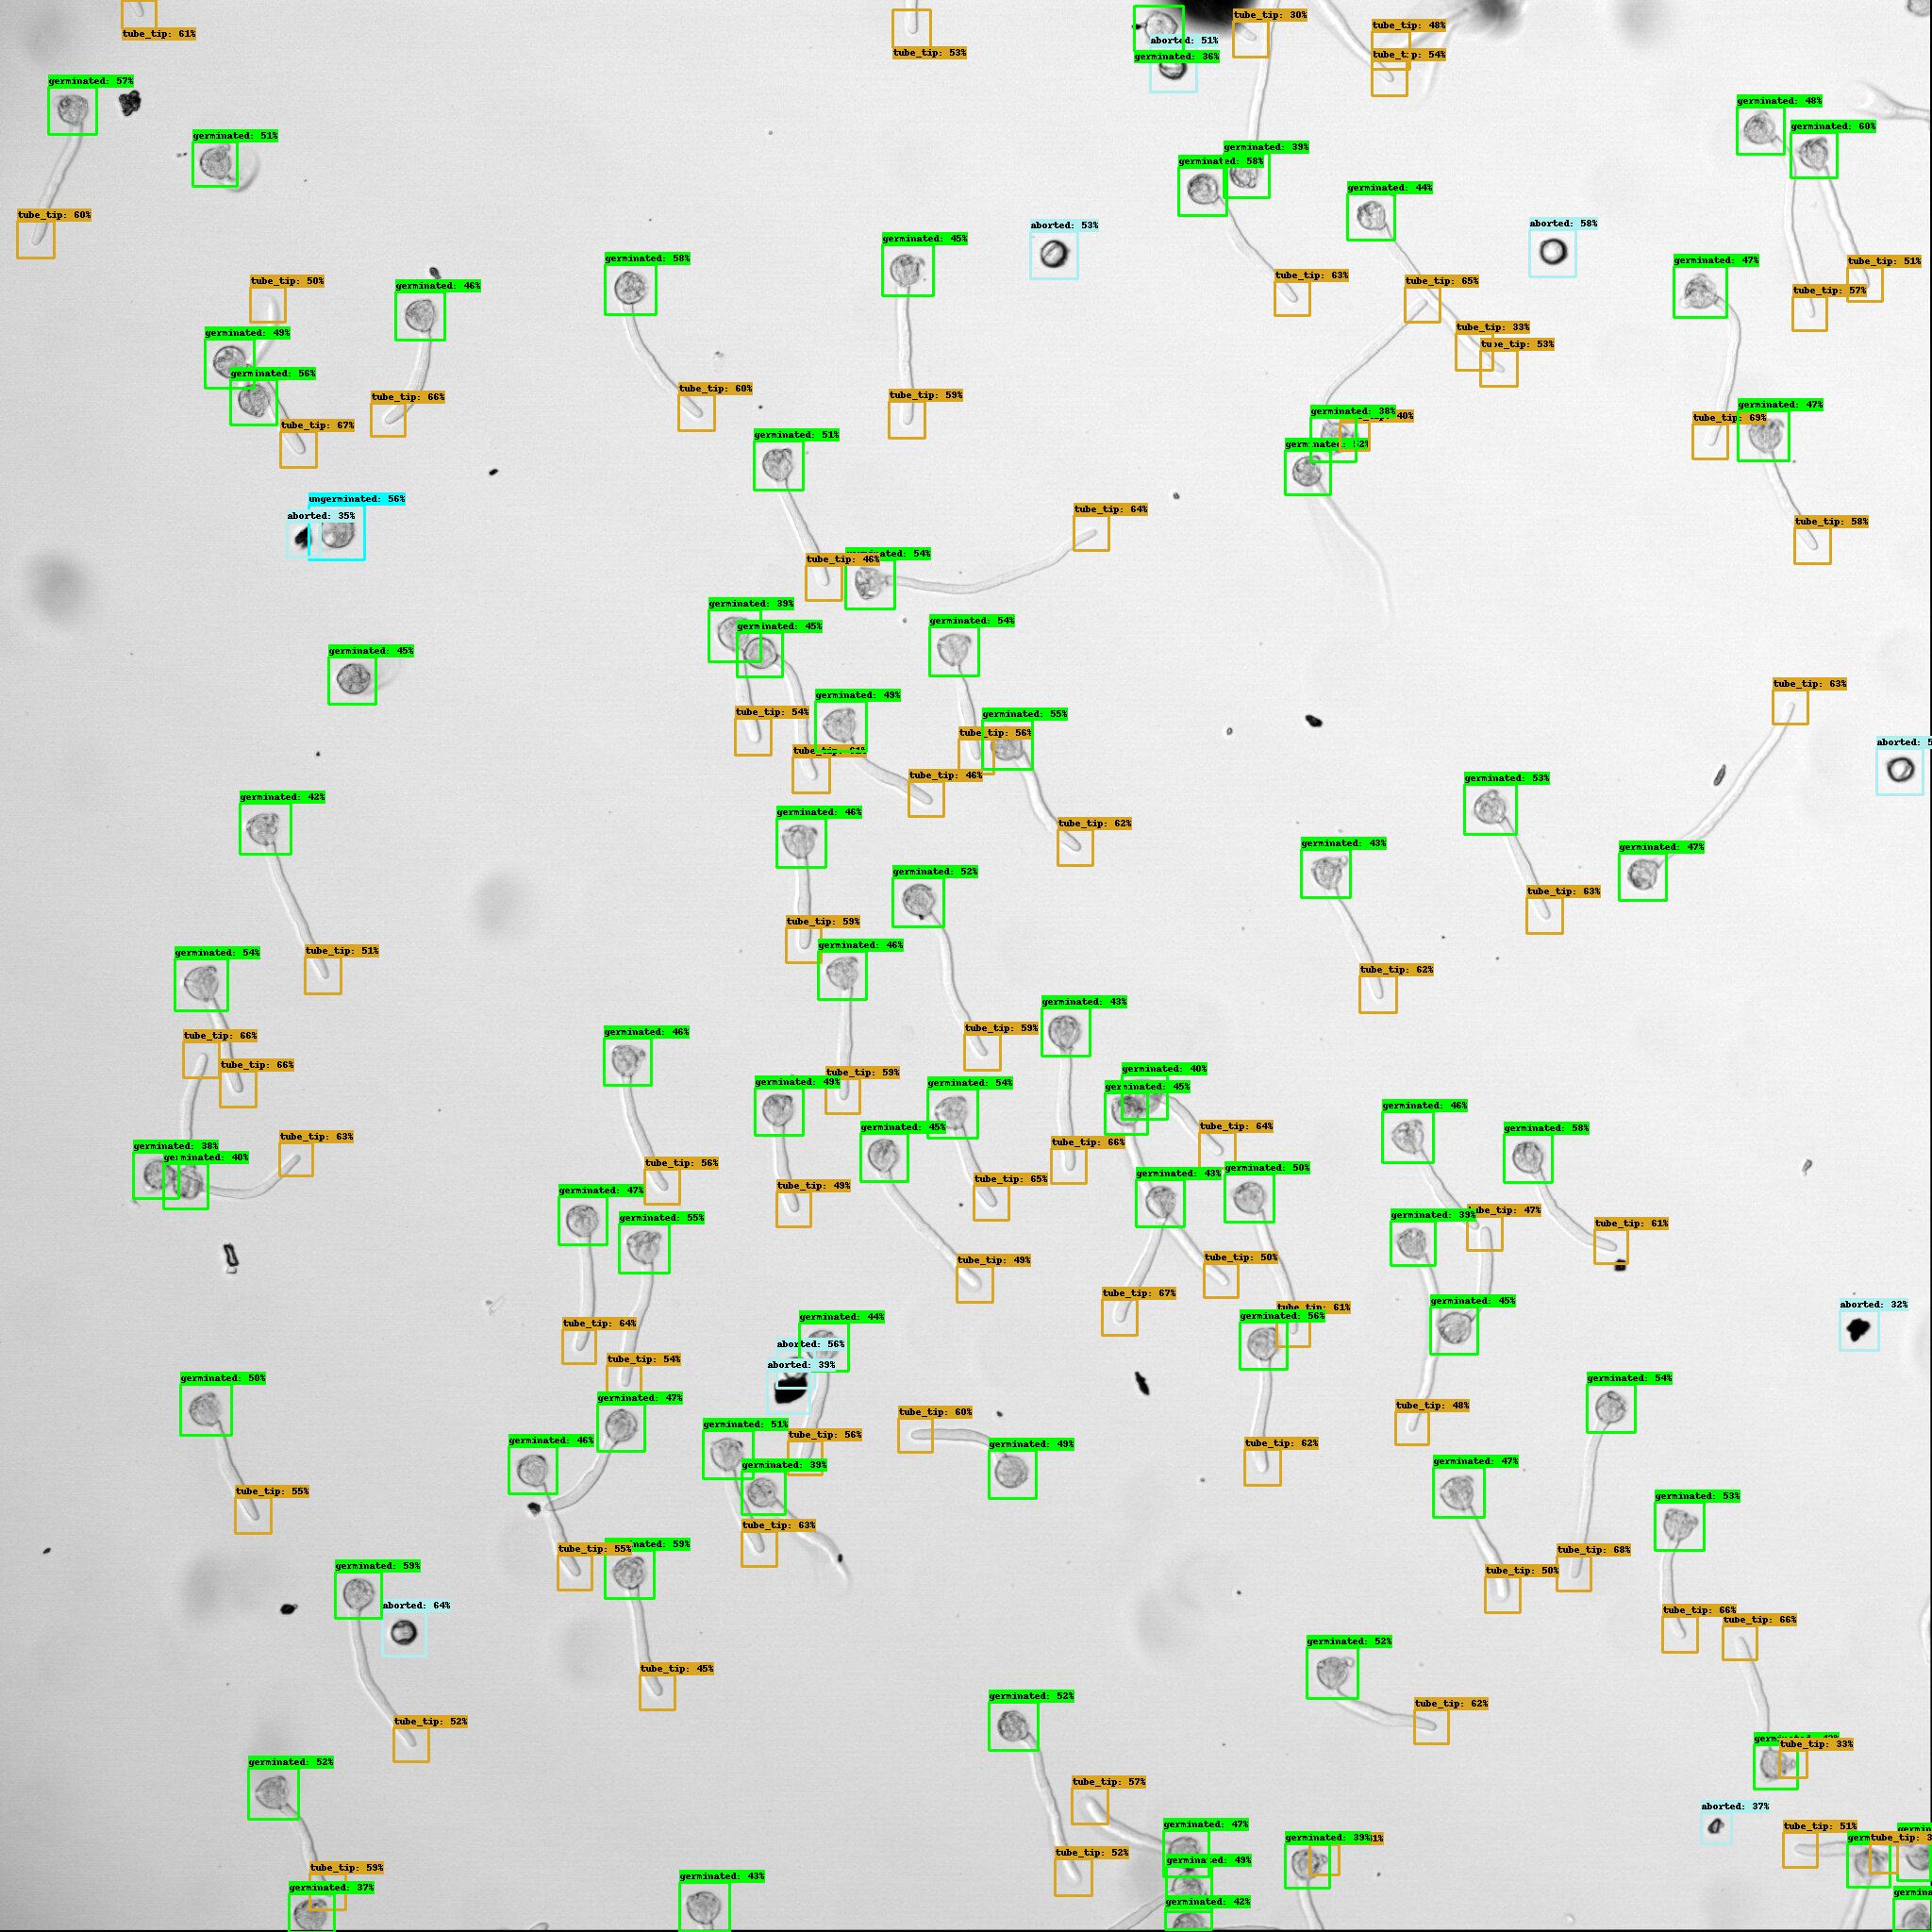 tube_tip: 61%
tube_tip: 53%
tube_tip: 30%
tube_tip: 48%
aborted: 51%
germinated: 36%
tube_tip: 54%
germinated: 57%
germinated: 48%
germinated: 60%
germinated: 51%
germinated: 39%
germinated: 58%
germinated: 44%
tube_tip: 60%
aborted: 53%
aborted: 58%
germinated: 45%
germinated: 58%
germinated: 47%
tube_tip: 51%
tube_tip: 50%
germinated: 46%
tube_tip: 63%
tube_tip: 65%
tube_tip: 57%
germinated: 49%
tube_tip: 33%
tube_tip: 53%
germinated: 56%
tube_tip: 66%
tube_tip: 60%
tube_tip: 59%
germinated: 38%
40%
germinated: 47%
tube_tip: 69%
tube_tip: 67%
germinated: 51%
germinated: 52%
ungerminated: 56%
aborted: 35%
tube_tip: 64%
tube_tip: 58%
tube_tip: 46%
germinated: 54%
germinated: 39%
germinated: 45%
germinated: 54%
germinated: 45%
tube_tip: 63%
germinated: 49%
tube_tip: 54%
germinated: 55%
tube_tip: 56%
tube_tip: 61%
aborted: 5
tube_tip: 46%
germinated: 53%
germinated: 42%
germinated: 46%
tube_tip: 62%
germinated: 43%
germinated: 47%
germinated: 52%
tube_tip: 63%
tube_tip: 59%
germinated: 46%
tube_tip: 51%
germinated: 54%
tube_tip: 62%
germinated: 43%
tube_tip: 59%
germinated: 46%
tube_tip: 66%
tube_tip: 66%
tube_tip: 59%
germinated: 40%
germinated: 49%
germinated: 54%
germinated: 45%
germinated: 46%
germinated: 45%
tube_tip: 64%
germinated: 58%
tube_tip: 63%
germinated: 38%
germinated: 40%
tube_tip: 56%
tube_tip: 66%
germinated: 43%
germinated: 50%
tube_tip: 49%
tube_tip: 65%
germinated: 47%
germinated: 55%
germinated: 39%
tube_tip: 47%
tube_tip: 61%
tube_tip: 49%
tube_tip: 50%
tube_tip: 67%
germinated: 45%
aborted: 32%
tube_tip: 61%
germinated: 56%
germinated: 44%
tube_tip: 64%
aborted: 56%
aborted: 39%
tube_tip: 54%
germinated: 50%
germinated: 54%
germinated: 47%
tube_tip: 60%
tube_tip: 48%
germinated: 51%
tube_tip: 56%
germinated: 46%
germinated: 49%
tube_tip: 62%
germinated: 39%
germinated: 47%
tube_tip: 55%
germinated: 53%
tube_tip: 63%
germinated: 59%
tube_tip: 55%
tube_tip: 68%
germinated: 59%
tube_tip: 50%
aborted: 64%
tube_tip: 66%
tube_tip: 66%
germinated: 52%
tube_tip: 45%
germinated: 52%
tube_tip: 62%
tube_tip: 52%
tube_tip: 33%
germinated: 52%
tube_tip: 57%
aborted: 37%
germinated: 47%
tube_tip: 51%
germinated: 39%
tube_tip: 52%
germinated: 49%
tube_tip: 59%
germinated: 37%
germinated: 43%
germinated: 42%